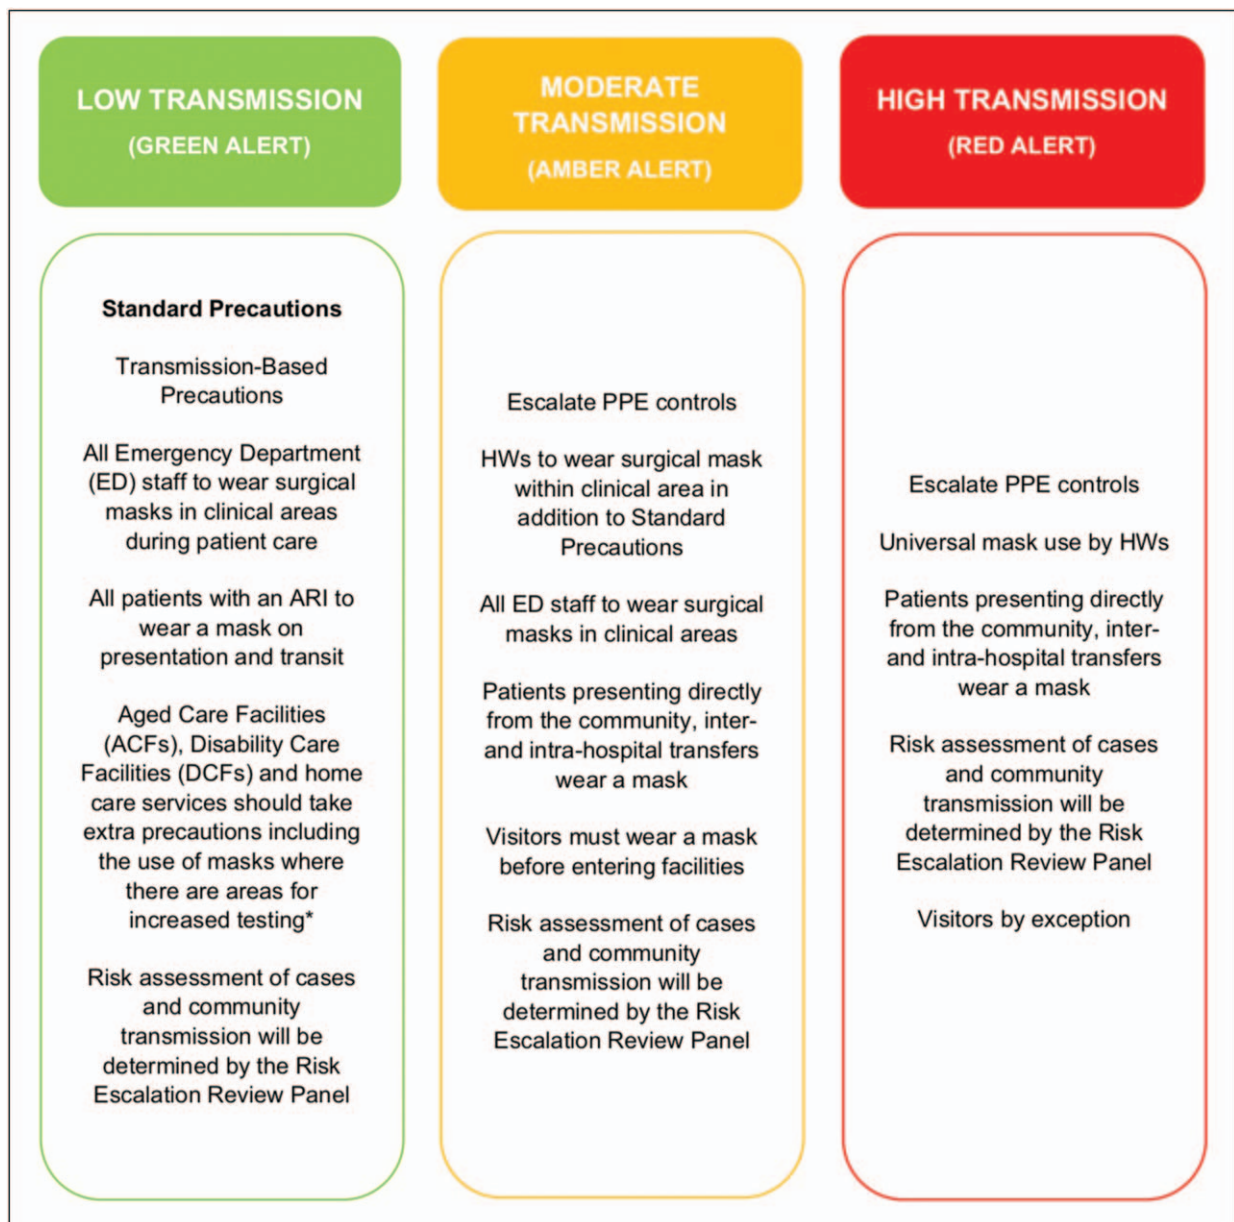 LOW TRANSMISSION
(GREEN ALERT)
Standard Precautions
Transmission-Based
Precautions
All Emergency Department
(ED) staff to wear surgical
masks in clinical areas
during patient care
All patients with an ARI to
wear a mask on
presentation and transit
Aged Care Facilities
(ACFs), Disability Care
Facilities (DCFs) and home
care services should take
extra precautions including
the use of masks where
there are areas for
increased testing*
Risk assessment of cases
and community
transmission will be
determined by the Risk
Escalation Review Panel
MODERATE
TRANSMISSION
(AMBER ALERT)
Escalate PPE controls
HWs to wear surgical mask
within clinical area in
addition to Standard
Precautions
All ED staff to wear surgical
masks in clinical areas
Patients presenting directly
from the community, inter-
and intra-hospital transfers
wear a mask
Visitors must wear a mask
before entering facilities
Risk assessment of cases
and community
transmission will be
determined by the Risk
Escalation Review Panel
HIGH TRANSMISSION
(RED ALERT)
Escalate PPE controls
Universal mask use by HWs
Patients presenting directly
from the community, inter-
and intra-hospital transfers
wear a mask
Risk assessment of cases
and community
transmission will be
determined by the Risk
Escalation Review Panel
Visitors by exception